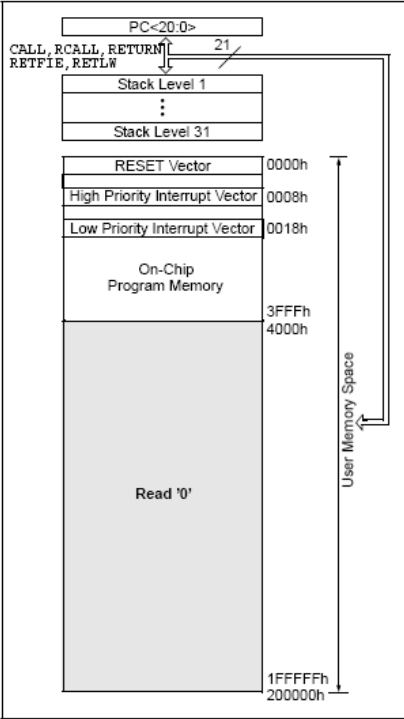 PC<20:0>
CALL,RCALL,RETURN
RETFIE,RETLW
21
Stack Level 1
Stack Level 31
RESET Vector
0000h
High Priority Interrupt Vector
0008h
Low Priority Interrupt Vector
0018h
On-Chip
Program Memory
3FFFh
4000h
User Memory Space
Read '0'
1FFFFFh
200000h